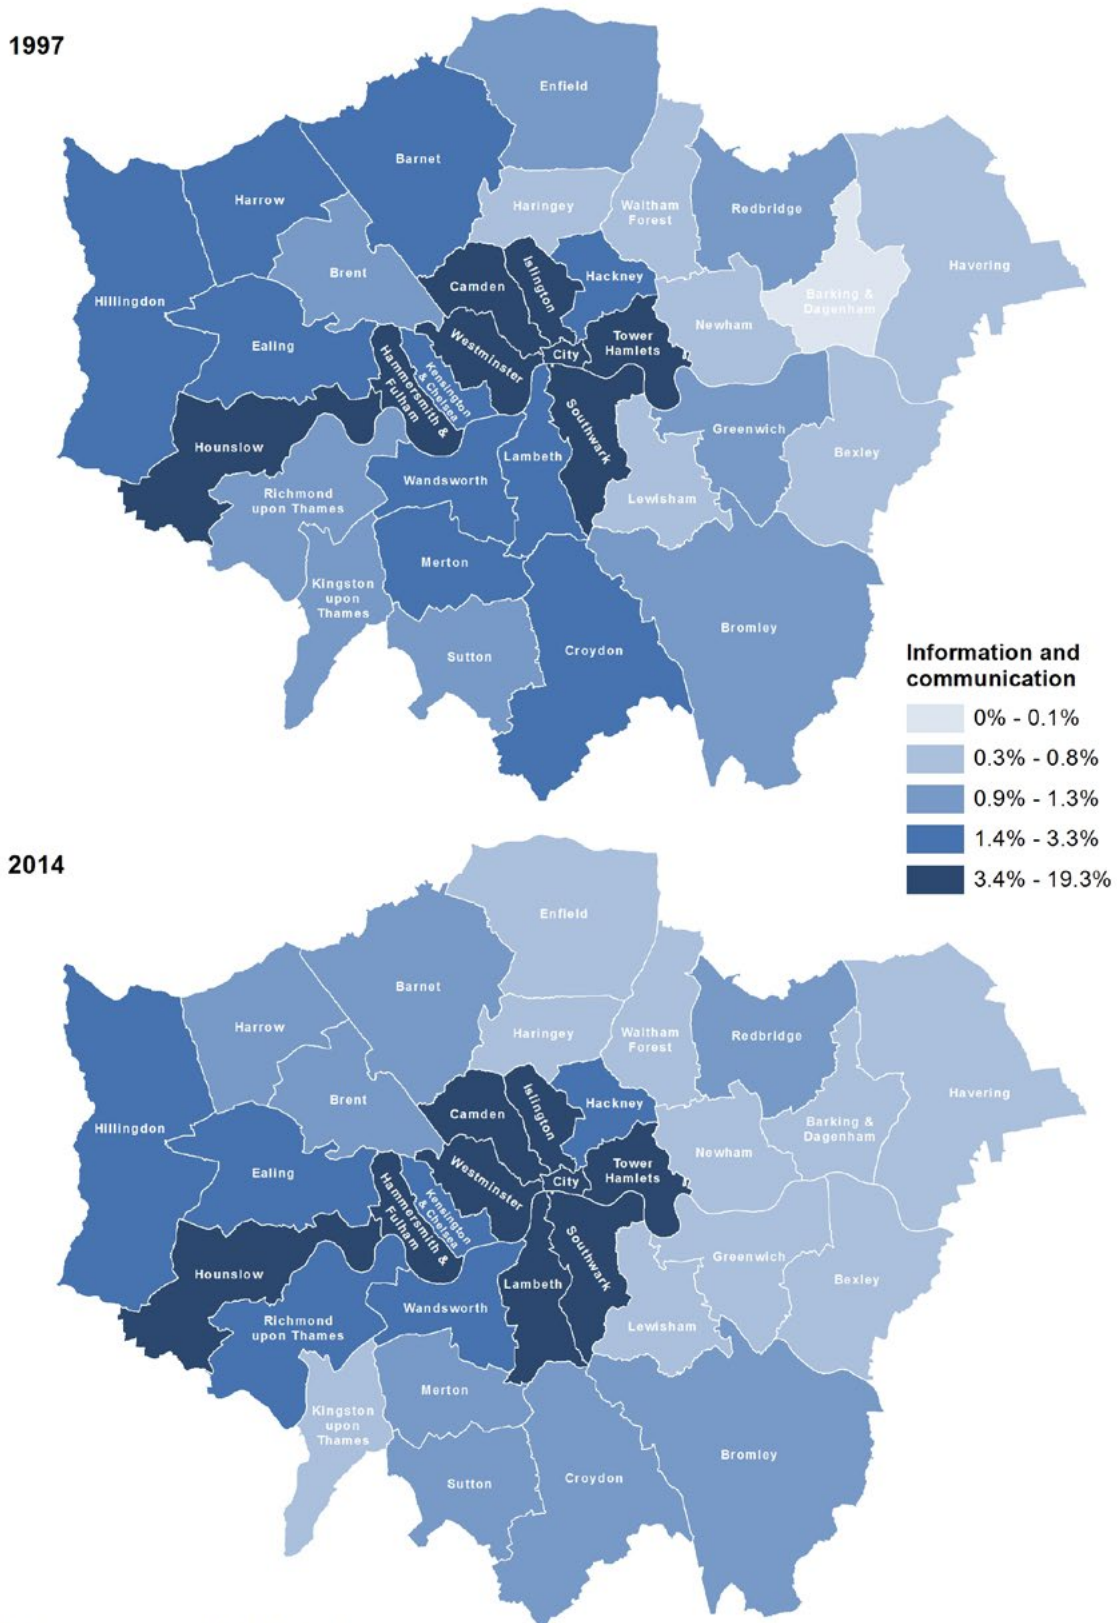 1997
Enfield
Barnet
Harrow
Haringey
Waltham
Forest
Redbridge
Havering
Brent
Hillingdon
Camden
Islington
Hackney
Barking &
Dagenham
Newham
Ealing
Westminster
City
Tower
Hamlets
Hammersmith &
Fulham
Kensington
& Chelsea
Hounslow
Southwark
Greenwich
Bexley
Lambeth
Wandsworth
Richmond
upon Thames
Lewisham
Merton
Kingston
upon
Thames
Sutton
Croydon
Bromley
Information and
communication
0% - 0.1%
0.3% - 0.8%
0.9% - 1.3%
1.4% - 3.3%
3.4% - 19.3%
2014
Enfield
Barnet
Harrow
Haringey
Waltham
Forest
Redbridge
Havering
Brent
Hillingdon
Camden
Islington
Hackney
Barking &
Dagenham
Newham
Ealing
Westminster
City
Tower
Hamlets
Hammersmith &
Fulham
Kensington
& Chelsea
Hounslow
Southwark
Greenwich
Bexley
Lambeth
Wandsworth
Richmond
upon Thames
Lewisham
Merton
Kingston
upon
Thames
Sutton
Croydon
Bromley